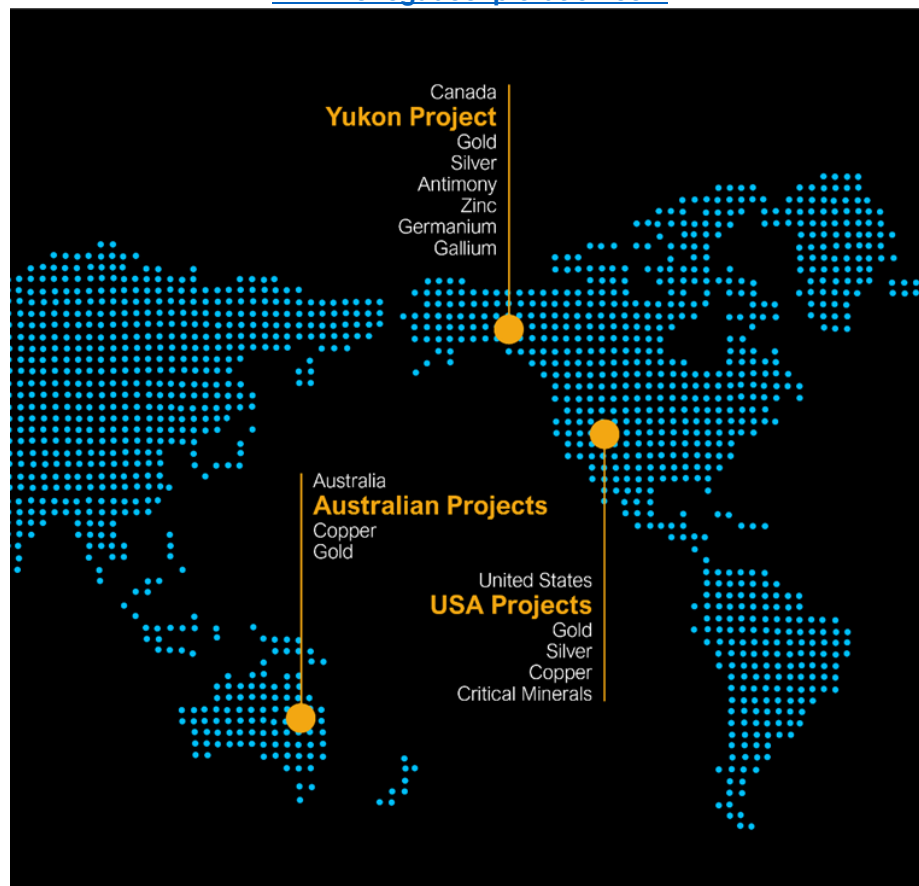 Canada
Yukon Project
Gold
Silver
Antimony
Zinc
Germanium
Gallium
Australia
Australian Projects
Copper
Gold
United States
USA Projects
Gold
Silver
Copper
Critical Minerals